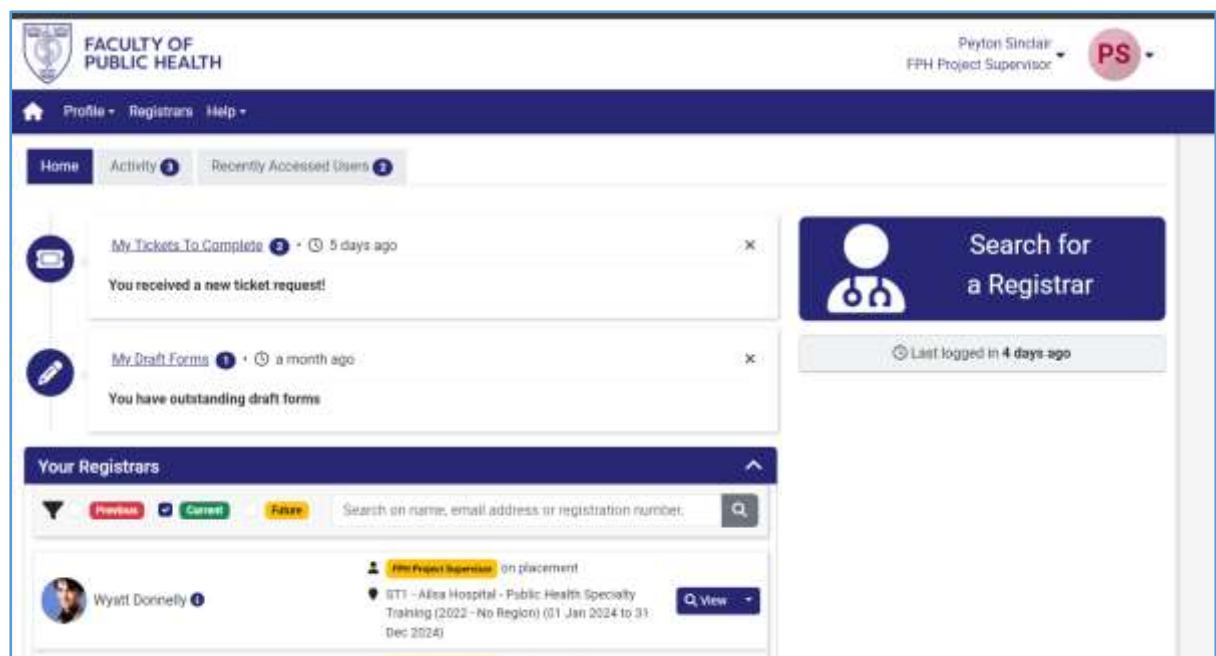 FACULTY OF
PUBLIC HEALTH
Peyton Sinclair
FPH Project Supervisor
PS
Profile
Registrars
Help
Home
Activity 3
Recently Accessed Users 2
My Tickets To Complete 2 • 5 days ago
You received a new ticket request!
Search for
a Registrar
My Draft Forms 1 • a month ago
You have outstanding draft forms
Last logged in 4 days ago
Your Registrars
Previous
Current
Future
Search on name, email address or registration number.
FPH Project Supervisor on placement
Wyatt Donnelly
ST1 - Ailsa Hospital - Public Health Specialty
Training (2022 - No Region) (01 Jan 2024 to 31
Dec 2024)
View